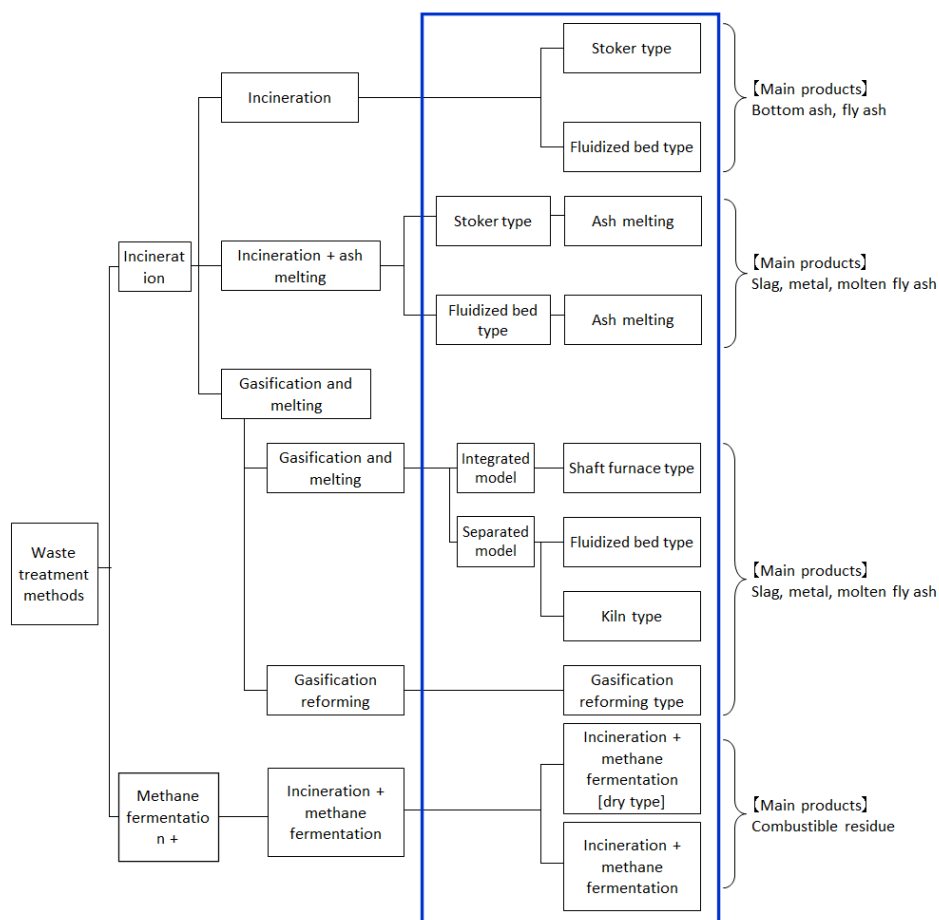 Stoker type
Incineration
Fluidized bed type
【Main products】
Bottom ash, fly ash
Stoker type
Ash melting
Incinerat
ion
Incineration + ash
melting
Fluidized bed
type
Ash melting
【Main products】
Slag, metal, molten fly ash
Gasification and
melting
Gasification and
melting
Integrated
model
Shaft furnace type
Separated
model
Fluidized bed type
Kiln type
Waste
treatment
methods
【Main products】
Slag, metal, molten fly ash
Gasification
reforming
Gasification
reforming type
Methane
fermentatio
n +
Incineration +
methane
fermentation
Incineration +
methane
fermentation
[dry type]
Incineration +
methane
fermentation
【Main products】
Combustible residue